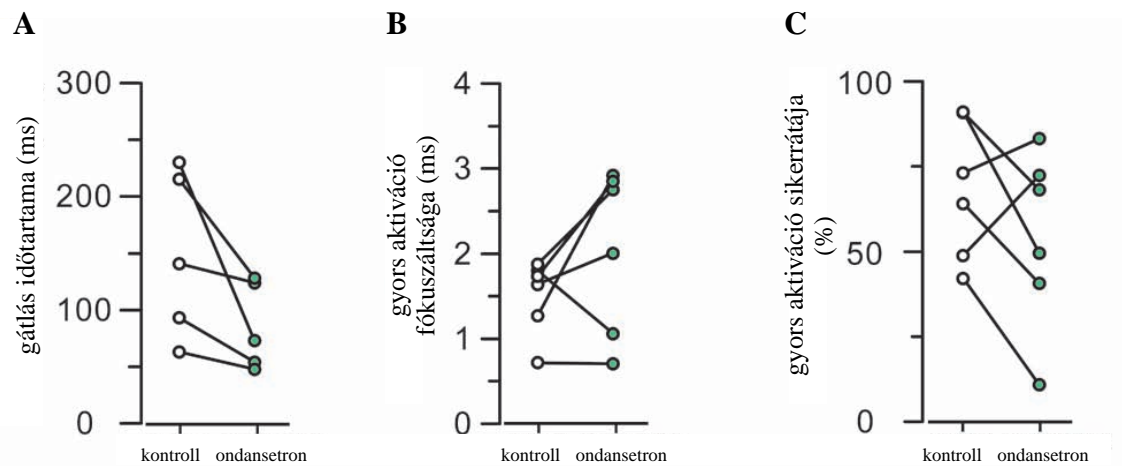 A
gátlás időtartama (ms)
300
200
100
0
kontroll ondansetron
B
gyors aktiváció
fókuszáltsága (ms)
4
3
2
1
0
kontroll ondansetron
C
gyors aktiváció sikerrátája
(%)
100
50
0
kontroll ondansetron